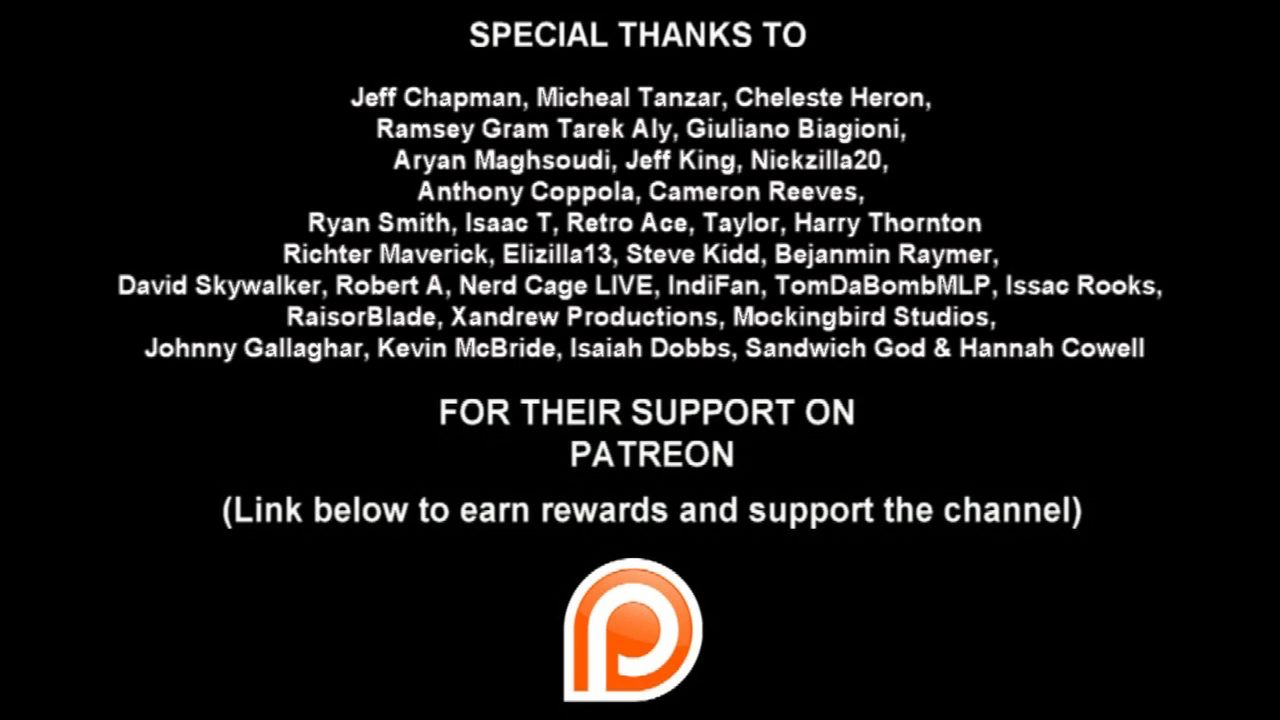 SPECIAL THANKS TO
Jeff Chapman, Micheal Tanzar, Cheleste Heron,
Ramsey Gram Tarek Aly, Giuliano Biagioni,
Aryan Maghsoudi, Jeff King, Nickzilla20,
Anthony Coppola, Cameron Reeves,
Ryan Smith, Isaac T, Retro Ace, Taylor, Harry Thornton
Richter Maverick, Elizilla13, Steve Kidd, Bejanmin Raymer,
David Skywalker, Robert A, Nerd Cage LIVE, IndiFan, TomDaBombMLP, Issac Rooks,
RaisorBlade, Xandrew Productions, Mockingbird Studios,
Johnny Gallaghar, Kevin McBride, Isaiah Dobbs, Sandwich God & Hannah Cowell
FOR THEIR SUPPORT ON
PATREON
(Link below to earn rewards and support the channel)